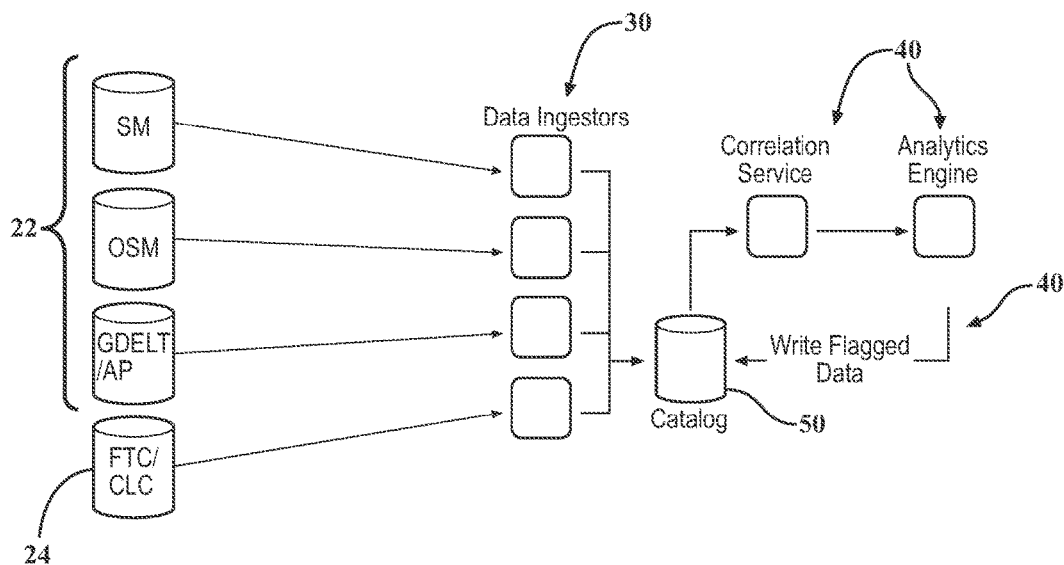 30
40
Data Ingestors
Correlation
Service
Analytics
Engine
SM
22
OSM
40
GDELT
/AP
Write Flagged
Data
Catalog
50
FTC/
CLC
24